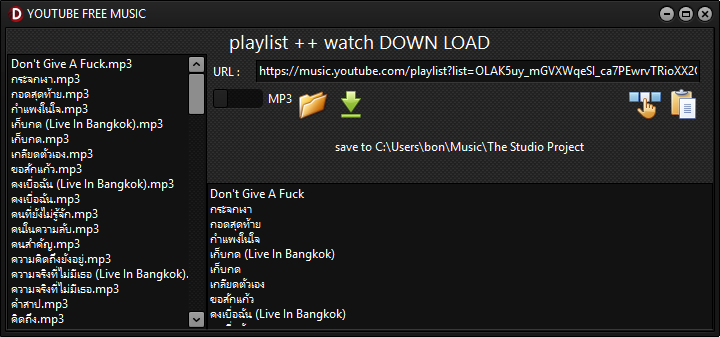 YOUTUBE FREE MUSIC
playlist ++ watch DOWN LOAD
Don't Give A Fuck.mp3
กระจกเงา.mp3
กอดสุดท้าย.mp3
กำแพงในใจ.mp3
เก็บกด (Live In Bangkok).mp3
เก็บกด.mp3
เกลียดตัวเอง.mp3
ขอสักแก้ว.mp3
คงเบื่อฉัน (Live In Bangkok).mp3
คงเบื่อฉัน.mp3
คนที่ยังไม่รู้จัก.mp3
คนในความลับ.mp3
คนสำคัญ.mp3
ความคิดถึงยังอยู่.mp3
ความจริงที่ไม่มีเธอ (Live In Bangkok).
ความจริงที่ไม่มีเธอ.mp3
คำสาป.mp3
คิดถึง.mp3
URL : https://music.youtube.com/playlist?list=OLAK5uy_mGVXWqeSl_ca7PEwrvTRioXX2
MP3
save to C:\Users\bon\Music\The Studio Project
Don't Give A Fuck
กระจกเงา
กอดสุดท้าย
กำแพงในใจ
เก็บกด (Live In Bangkok)
เก็บกด
เกลียดตัวเอง
ขอสักแก้ว
คงเบื่อฉัน (Live In Bangkok)